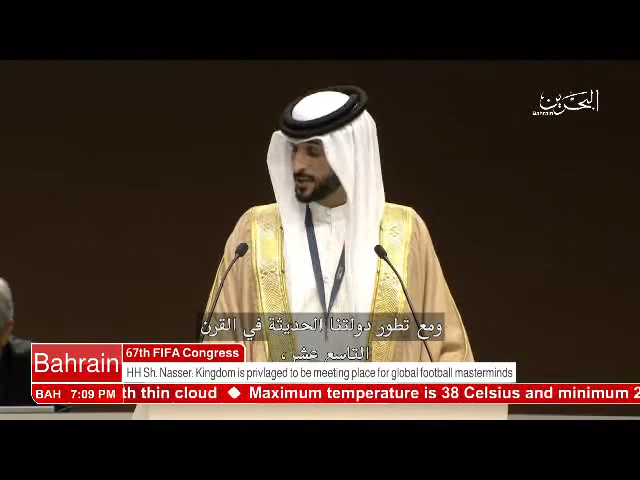 البحرين
Bahrain
ومع تطور دولتنا الحديثة في القرن
التاسع عشر،
67th FIFA Congress
Bahrain
HH Sh. Nasser: Kingdom is privlaged to be meeting place for global football masterminds
BAH 7:09 PM th thin cloud ◆ Maximum temperature is 38 Celsius and minimum 2